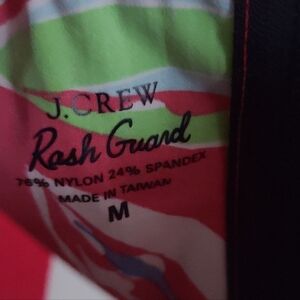 J.CREW
Rash Guard
76% NYLON 24% SPANDEX
MADE IN TAIWAN
M